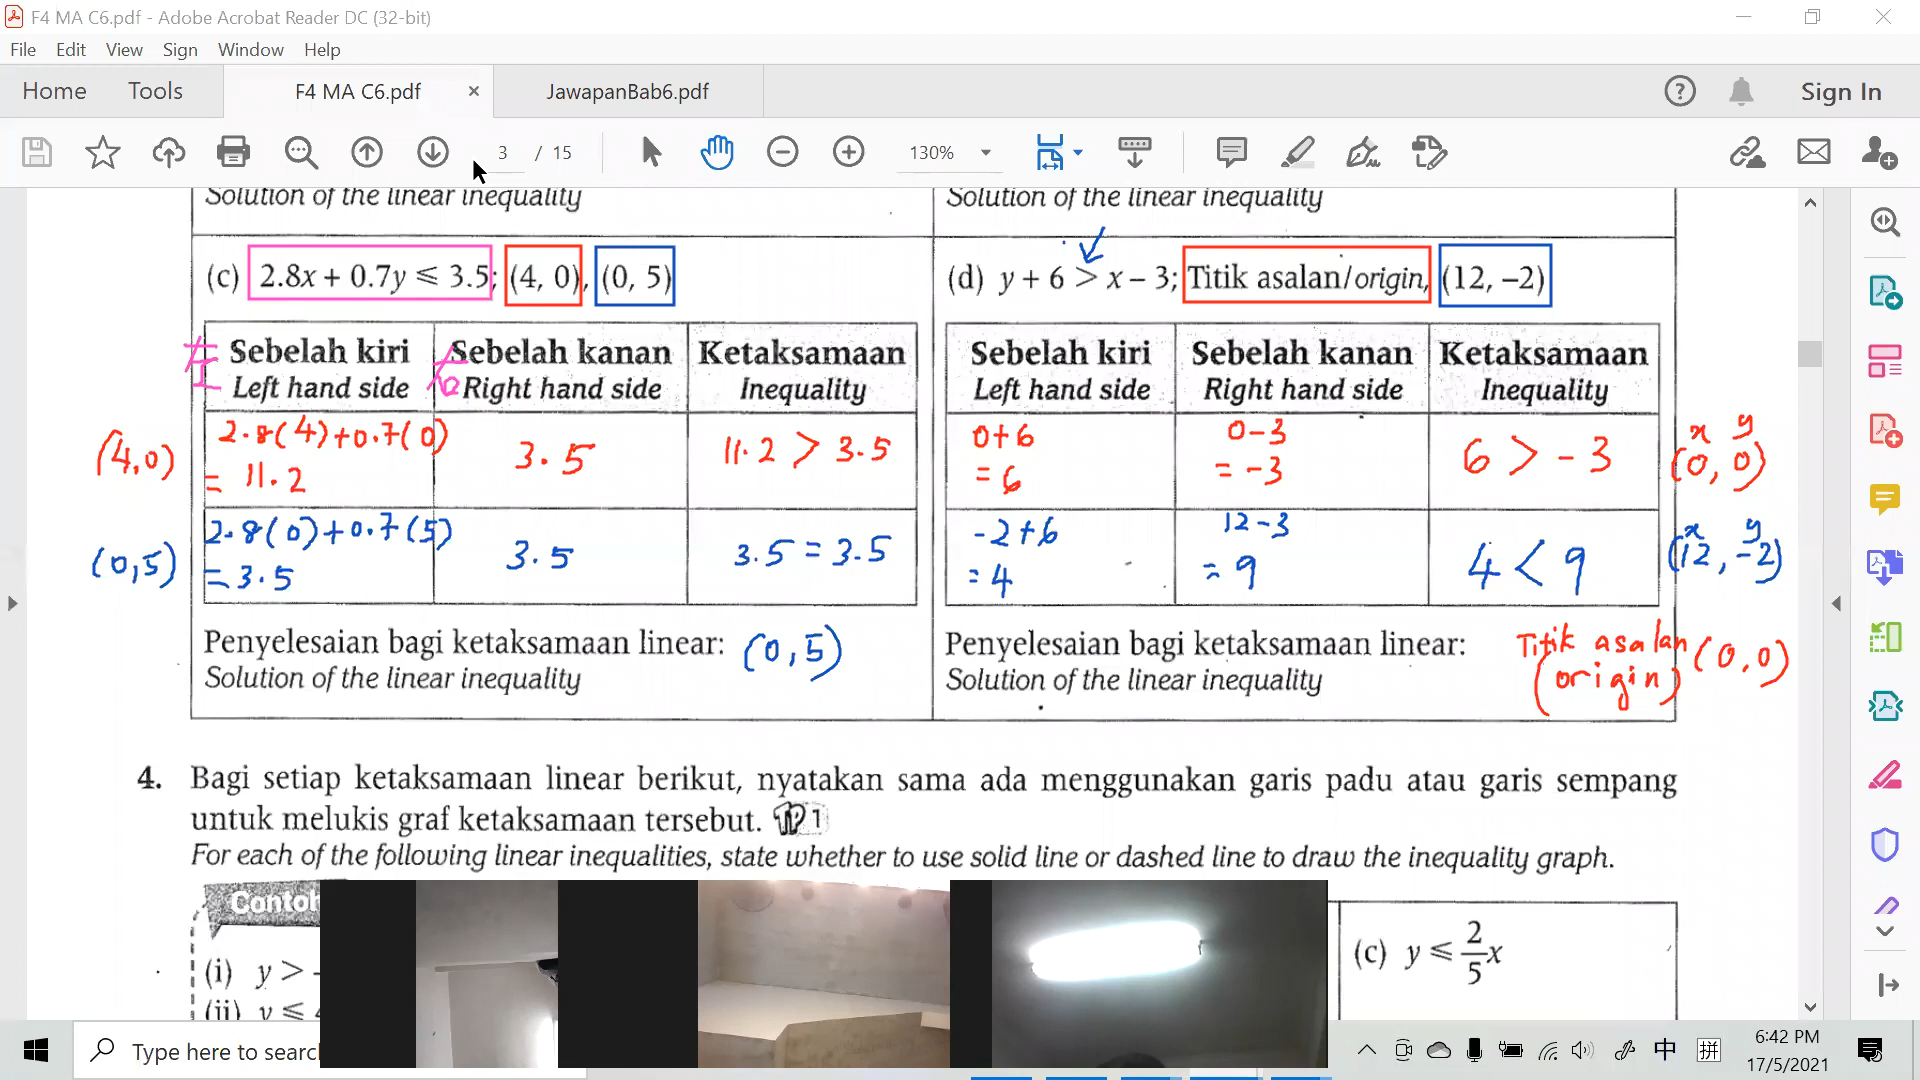 F4 MA C6.pdf - Adobe Acrobat Reader DC (32-bit)
File Edit View Sign Window Help
Home Tools F4 MA C6.pdf × JawapanBab6.pdf Sign In
3 / 15 130%
Solution of the linear inequality Solution of the linear inequality
(c) 2.8x + 0.7y ⩽ 3.5; (4, 0), (0, 5)
Sebelah kiri Sebelah kanan Ketaksamaan
Left hand side Right hand side Inequality
(4,0) 2.8(4)+0.7(0) 3.5 11.2 > 3.5
= 11.2
(0,5) 2.8(0)+0.7(5) 3.5 3.5 = 3.5
= 3.5
Penyelesaian bagi ketaksamaan linear: (0,5)
Solution of the linear inequality
(d) y + 6 > x – 3; Titik asalan/origin, (12, –2)
Sebelah kiri Sebelah kanan Ketaksamaan
Left hand side Right hand side Inequality
0+6 0-3 6 > -3 x y
= 6 = -3 (0, 0)
-2+6 12-3 4 < 9 x y
= 4 = 9 (12, -2)
Penyelesaian bagi ketaksamaan linear: Titik asalan (0,0)
Solution of the linear inequality (origin)
4. Bagi setiap ketaksamaan linear berikut, nyatakan sama ada menggunakan garis padu atau garis sempang
untuk melukis graf ketaksamaan tersebut. TP 1
For each of the following linear inequalities, state whether to use solid line or dashed line to draw the inequality graph.
Contoh
(i) y >
(ii) y ⩽
(c) y ⩽ 2/5 x
Type here to search
中 拼
6:42 PM
17/5/2021